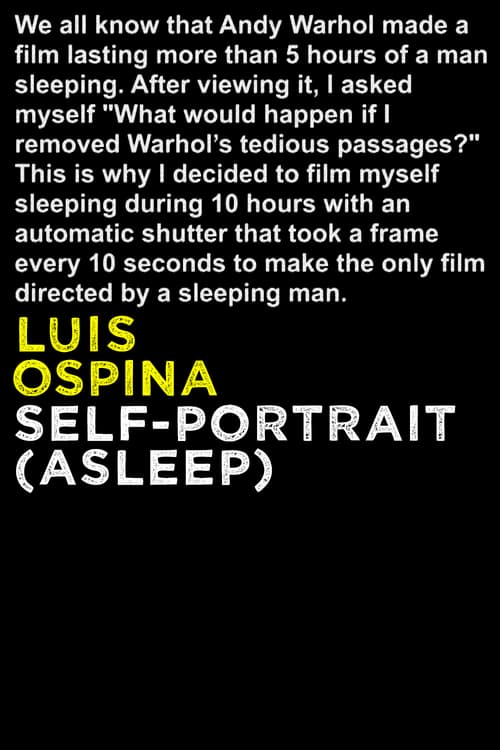 We all know that Andy Warhol made a
film lasting more than 5 hours of a man
sleeping. After viewing it, I asked
myself "What would happen if I
removed Warhol’s tedious passages?"
This is why I decided to film myself
sleeping during 10 hours with an
automatic shutter that took a frame
every 10 seconds to make the only film
directed by a sleeping man.
LUIS
OSPINA
SELF-PORTRAIT
(ASLEEP)